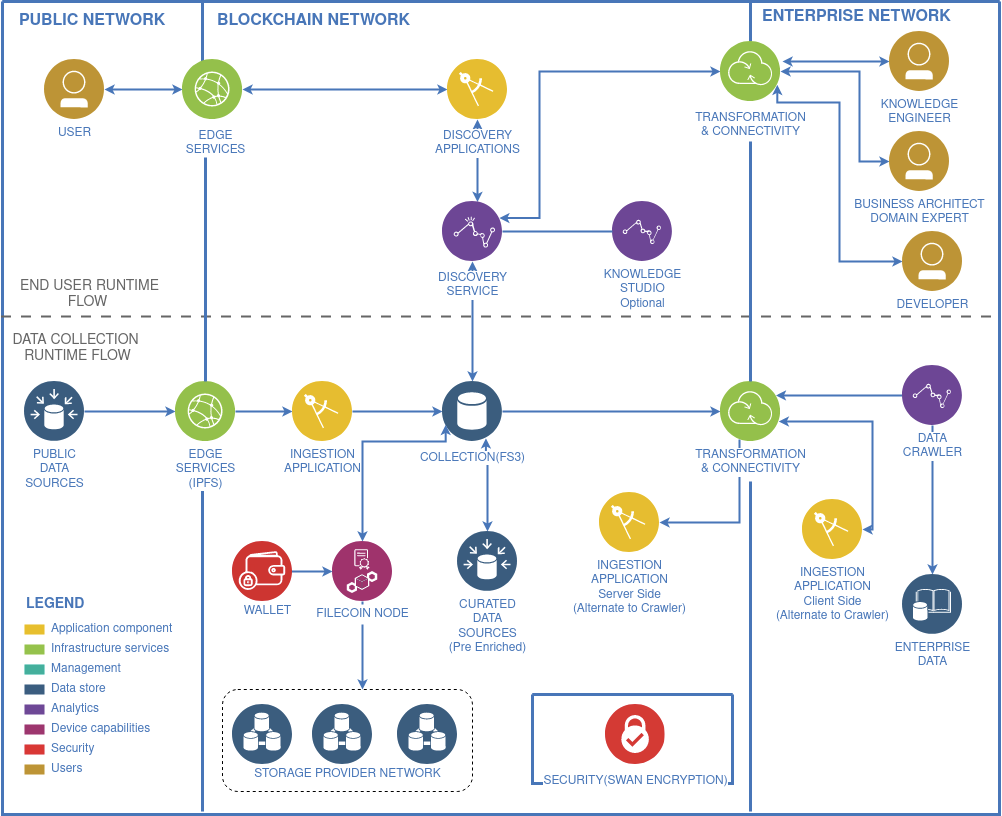 PUBLIC NETWORK
BLOCKCHAIN NETWORK
ENTERPRISE NETWORK
USER
EDGE
SERVICES
DISCOVERY
APPLICATIONS
TRANSFORMATION
& CONNECTIVITY
KNOWLEDGE
ENGINEER
BUSINESS ARCHITECT
DOMAIN EXPERT
DEVELOPER
DISCOVERY
SERVICE
KNOWLEDGE
STUDIO
Optional
END USER RUNTIME
FLOW
DATA COLLECTION
RUNTIME FLOW
PUBLIC
DATA
SOURCES
EDGE
SERVICES
(IPFS)
INGESTION
APPLICATION
COLLECTION(FS3)
TRANSFORMATION
& CONNECTIVITY
DATA
CRAWLER
INGESTION
APPLICATION
Server Side
(Alternate to Crawler)
INGESTION
APPLICATION
Client Side
(Alternate to Crawler)
ENTERPRISE
DATA
WALLET
FILECOIN NODE
CURATED
DATA
SOURCES
(Pre Enriched)
STORAGE PROVIDER NETWORK
SECURITY(SWAN ENCRYPTION)
LEGEND
Application component
Infrastructure services
Management
Data store
Analytics
Device capabilities
Security
Users